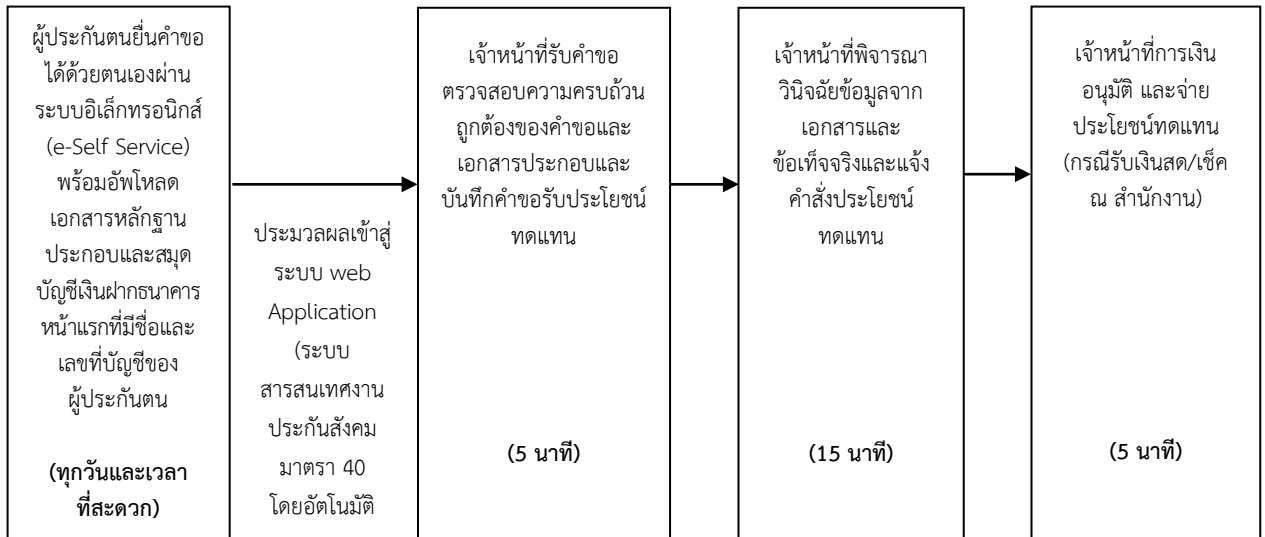 ผู้ประกันตนยื่นคำขอ
ได้ด้วยตนเองผ่าน
ระบบอิเล็กทรอนิกส์
(e-Self Service)
พร้อมอัพโหลด
เอกสารหลักฐาน
ประกอบและสมุด
บัญชีเงินฝากธนาคาร
หน้าแรกที่มีชื่อและ
เลขที่บัญชีของ
ผู้ประกันตน
(ทุกวันและเวลา
ที่สะดวก)
ประมวลผลเข้าสู่
ระบบ web
Application
(ระบบ
สารสนเทศงาน
ประกันสังคม
มาตรา 40
โดยอัตโนมัติ
เจ้าหน้าที่รับคำขอ
ตรวจสอบความครบถ้วน
ถูกต้องของคำขอและ
เอกสารประกอบและ
บันทึกคำขอรับประโยชน์
ทดแทน
(5 นาที)
เจ้าหน้าที่พิจารณา
วินิจฉัยข้อมูลจาก
เอกสารและ
ข้อเท็จจริงและแจ้ง
คำสั่งประโยชน์
ทดแทน
(15 นาที)
เจ้าหน้าที่การเงิน
อนุมัติ และจ่าย
ประโยชน์ทดแทน
(กรณีรับเงินสด/เช็ค
ณ สำนักงาน)
(5 นาที)